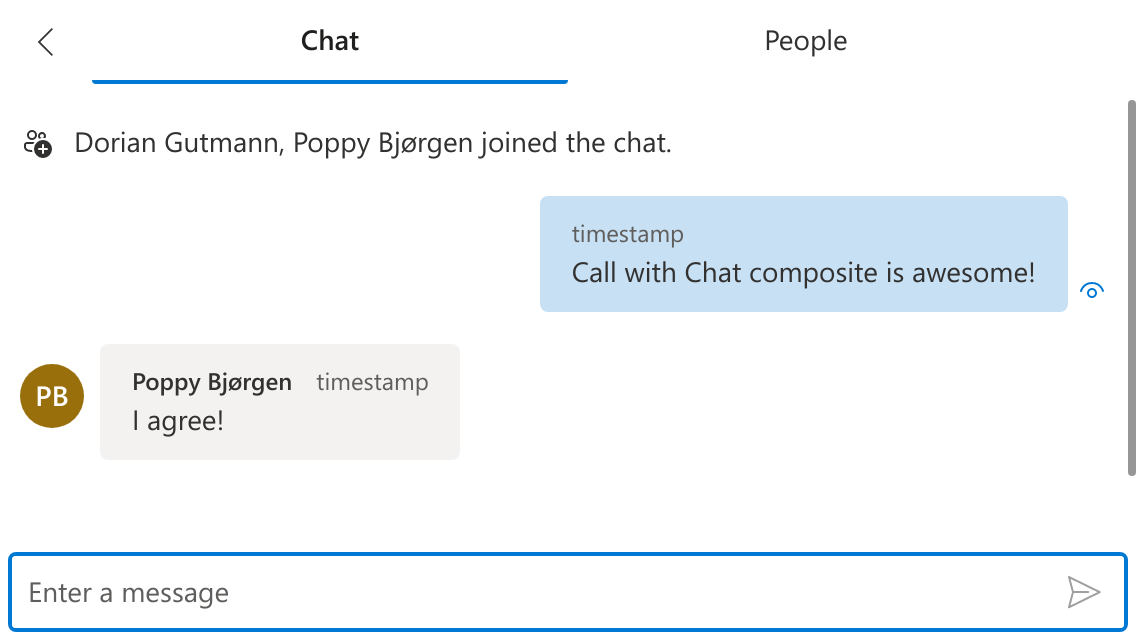 Chat
People
Dorian Gutmann, Poppy Bjørgen joined the chat.
timestamp
Call with Chat composite is awesome!
PB
Poppy Bjørgen timestamp
I agree!
Enter a message